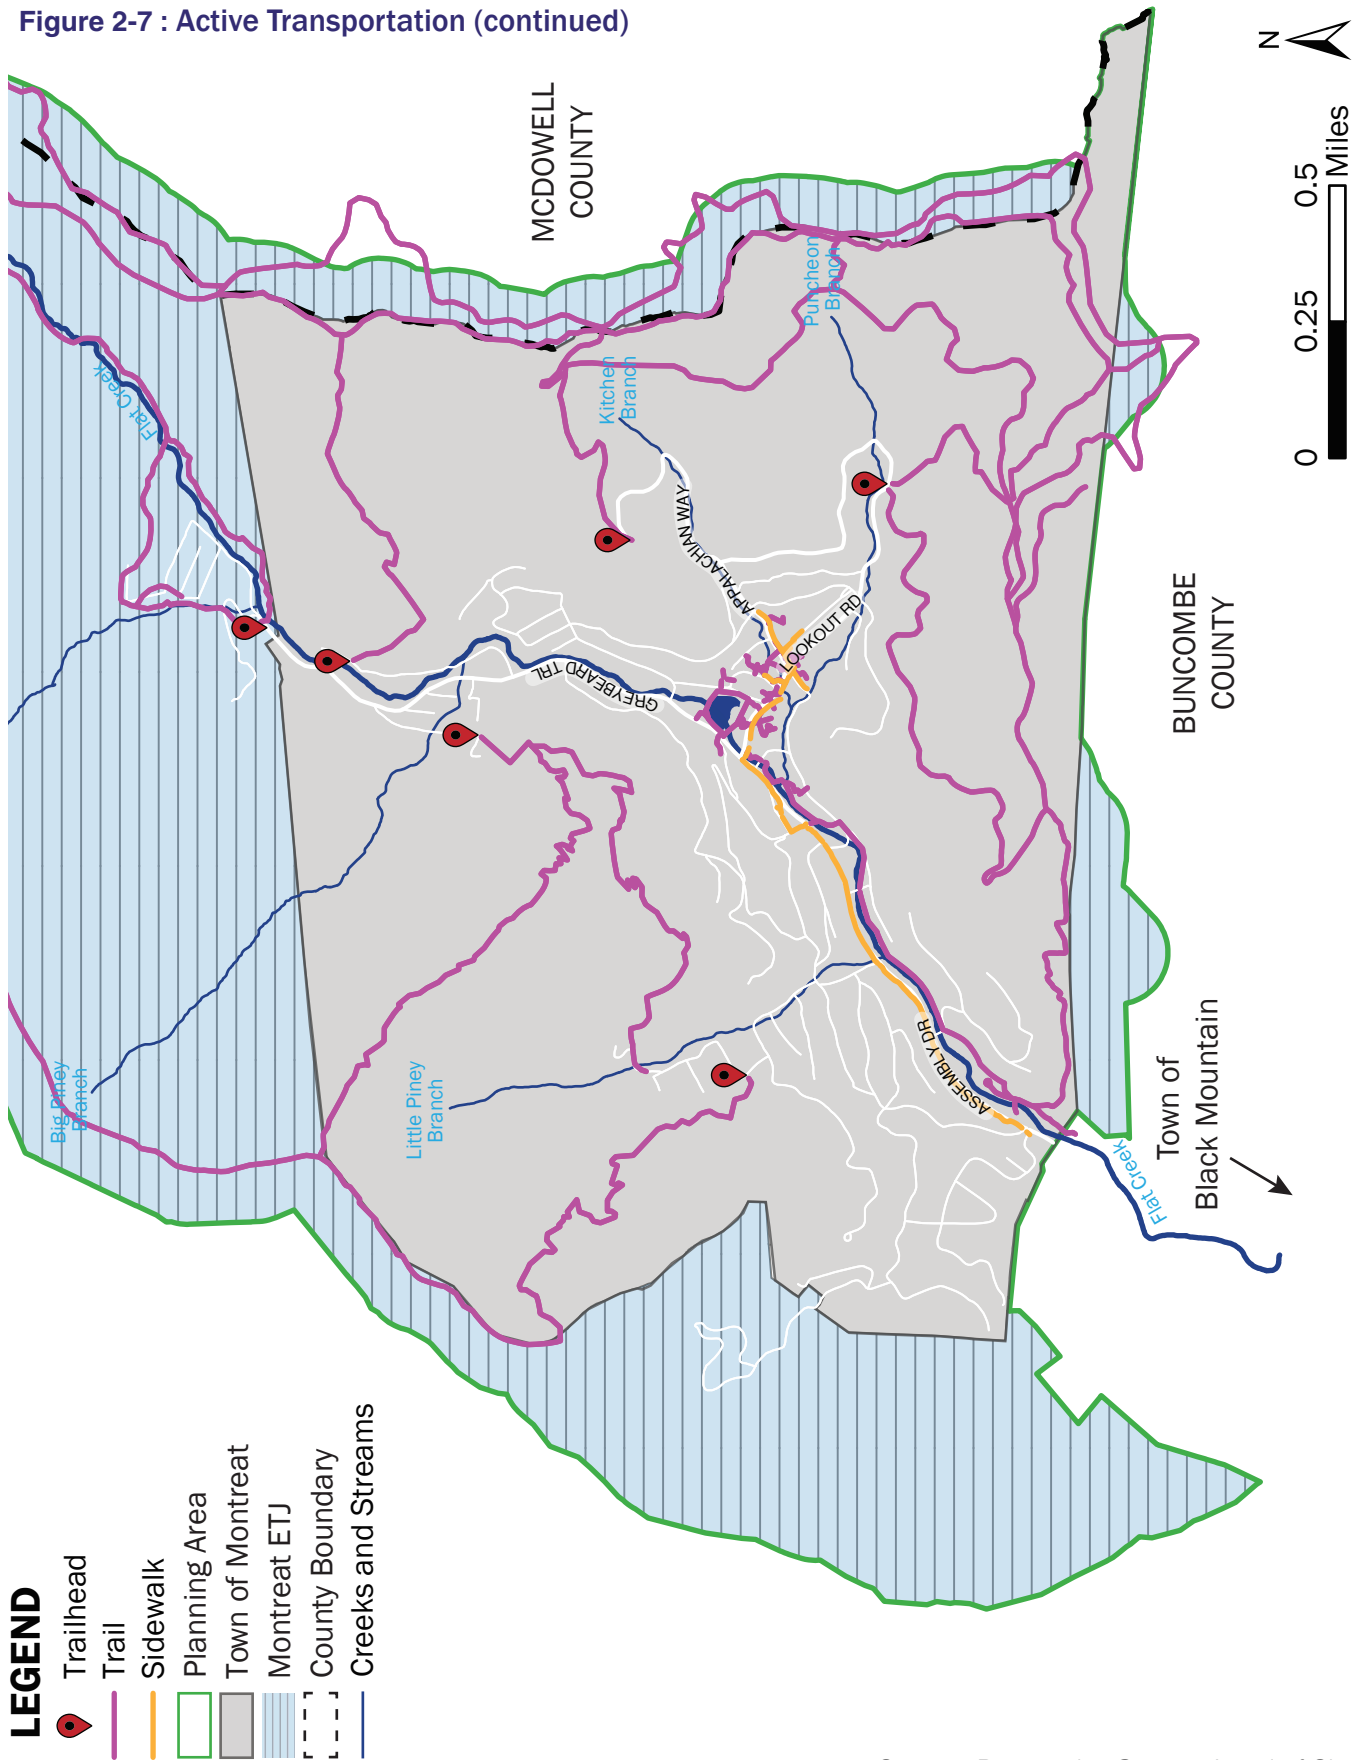 Figure 2-7 : Active Transportation (continued)
N
MCDOWELL
COUNTY
0
0.25
0.5
Miles
Flat Creek
Puncheon
Branch
Kitchen
Branch
APPALACHIAN WAY
LOOKOUT RD
GREYBEARD TRL
BUNCOMBE
COUNTY
Big Piney
Branch
Little Piney
Branch
ASSEMBLY DR
Flat Creek
Town of
Black Mountain
LEGEND
Trailhead
Trail
Sidewalk
Planning Area
Town of Montreat
Montreat ETJ
County Boundary
Creeks and Streams